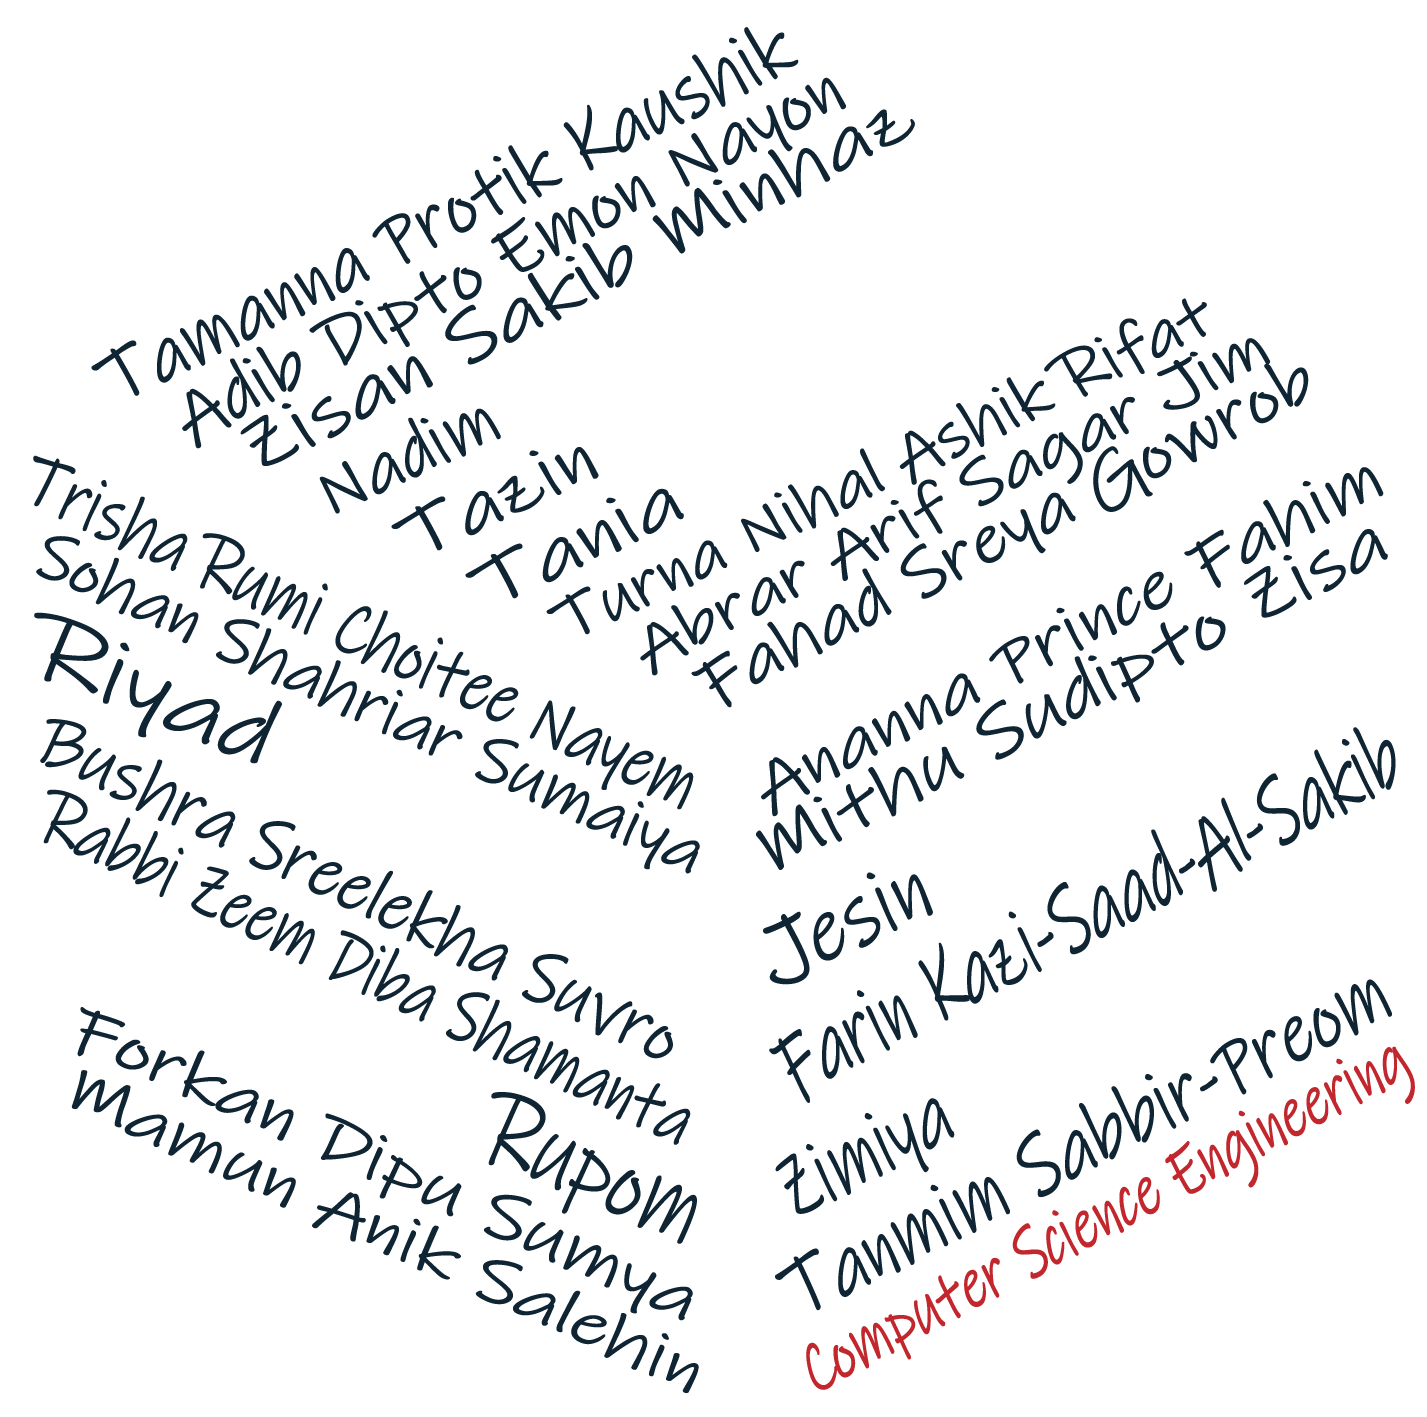 Tamanna Protik Kaushik
Adib Dipto Emon Nayon
Zisan Sakib Minhaz
Nadim
Tazin
Tania
Turna Nihal Ashik Rifat
Abrar Arif Sagar Jim
Fahad Sreya Gowrob
Trisha Rumi Choitee Nayem
Sohan Shahriar Sumaiya
Riyad
Bushra Sreelekha Suvro
Rabbi Zeem Diba Shamanta
Rupom
Forkan Dipu Sumya
Mamun Anik Salehin
Ananna Prince Fahim
Mithu Sudipto Zisa
Jesin
Farin Kazi-Saad-Al-Sakib
Zimiya
Tanmim Sabbir-Preom
Computer Science Engineering